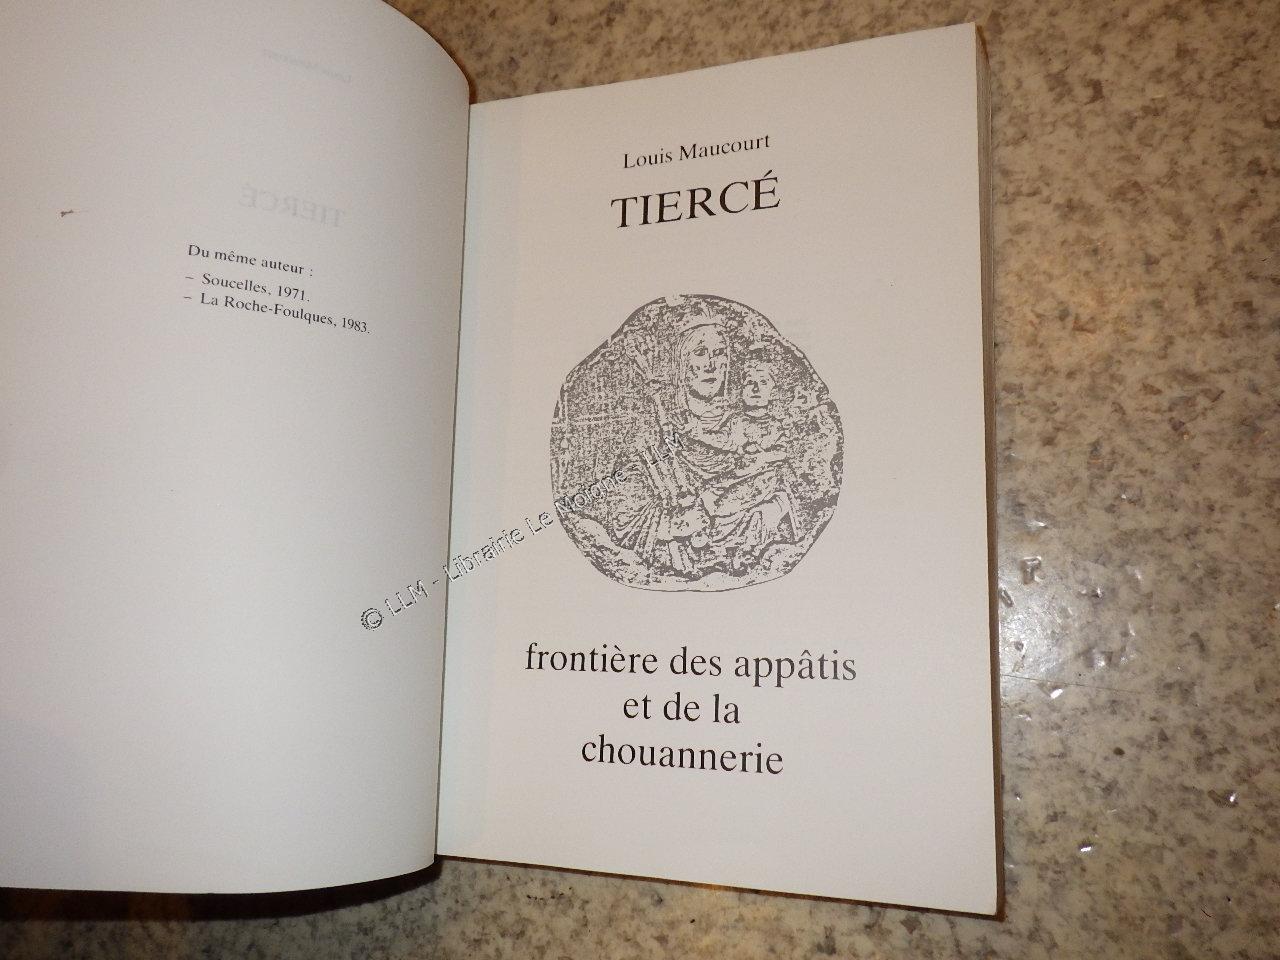 Du même auteur :
– Soucelles, 1971.
– La Roche-Foulques, 1983.
Louis Maucourt
TIERCÉ
frontière des appâtis
et de la
chouannerie
© LLM - Librairie Le Moigne - LLM